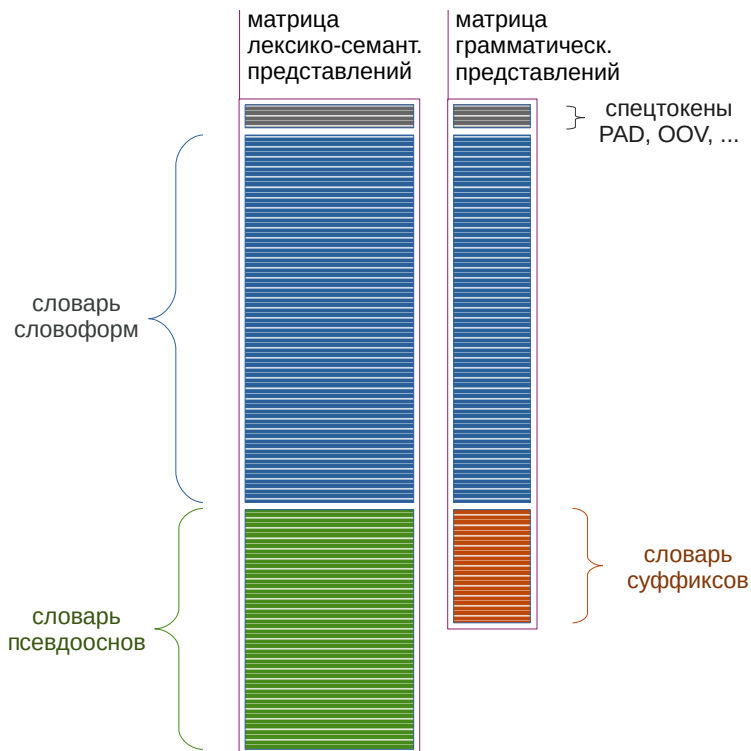 матрица
лексико-семант.
представлений
матрица
грамматическ.
представлений
спецтокены
PAD, OOV, ...
словарь
словоформ
словарь
суффиксов
словарь
псевдооснов